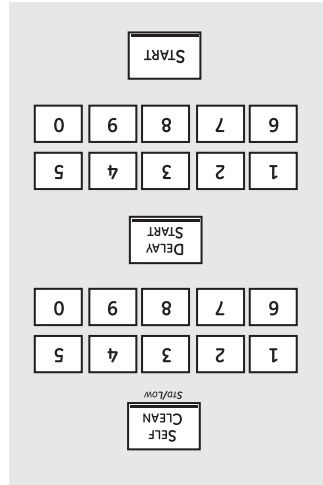 SELF
CLEAN
STD/LOW
1 2 3 4 5
6 7 8 9 0
DELAY
START
1 2 3 4 5
6 7 8 9 0
START